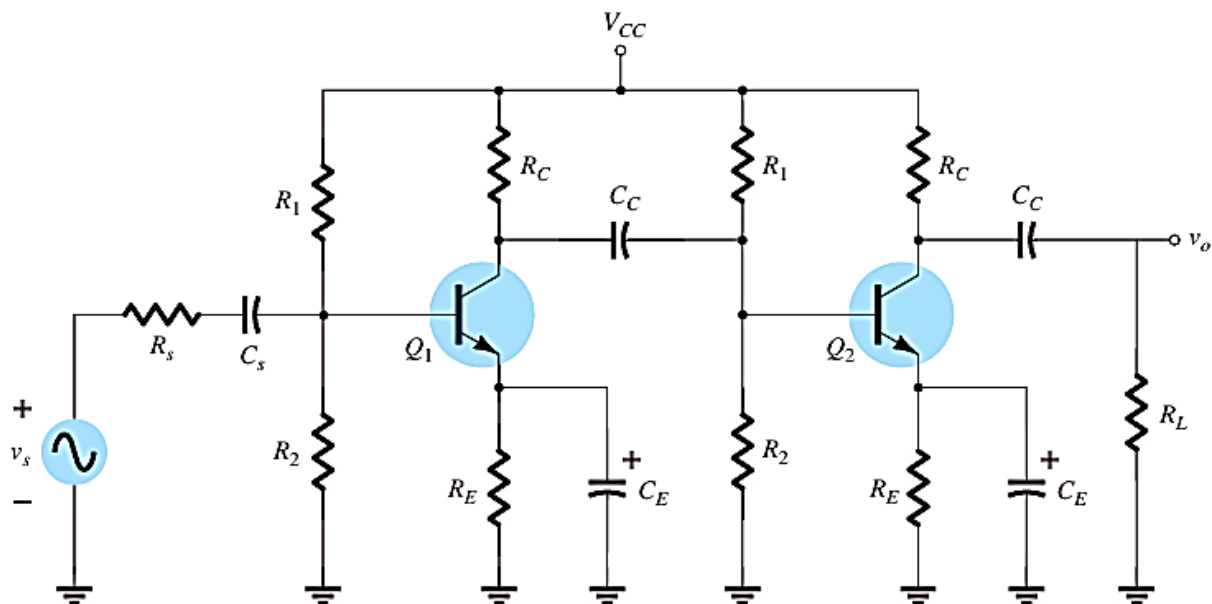 V_CC
R_C
R_1
R_C
R_1
C_C
C_C
v_o
R_s
C_s
Q_1
Q_2
+
v_s
−
R_2
R_E
+
C_E
R_2
R_E
+
C_E
R_L